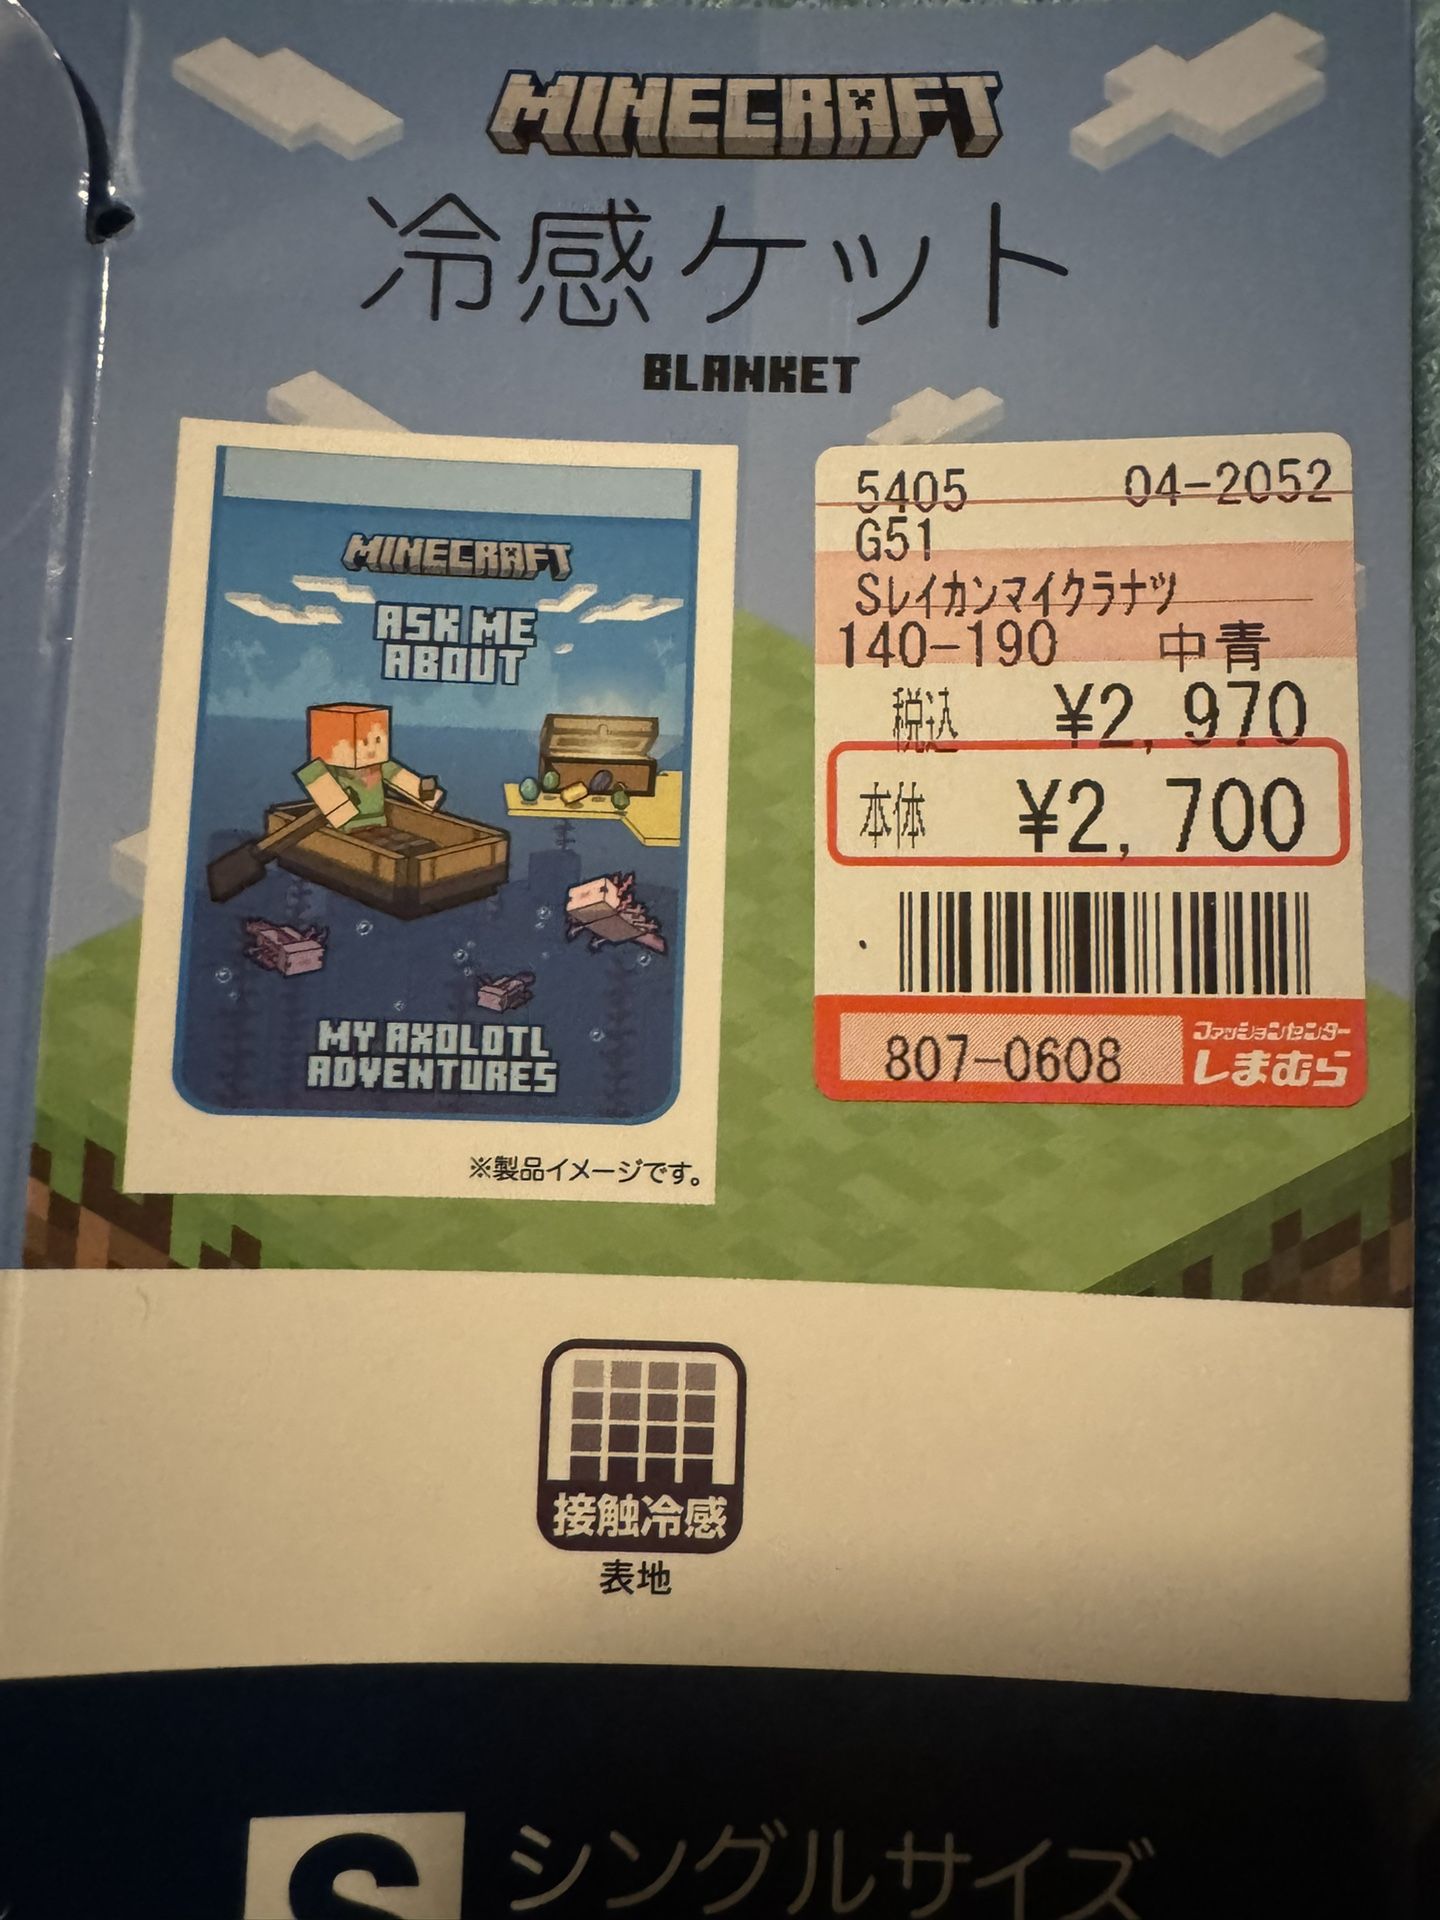 MINECRAFT
冷感ケット
BLANKET
MINECRAFT
ASK ME
ABOUT
MY AXOLOTL
ADVENTURES
※製品イメージです。
5405 04-2052
G51
Sレイカンマイクラナツ
140-190 中青
税込 ¥2,970
本体 ¥2,700
807-0608
ファッションセンター
しまむら
接触冷感
表地
S シングルサイズ